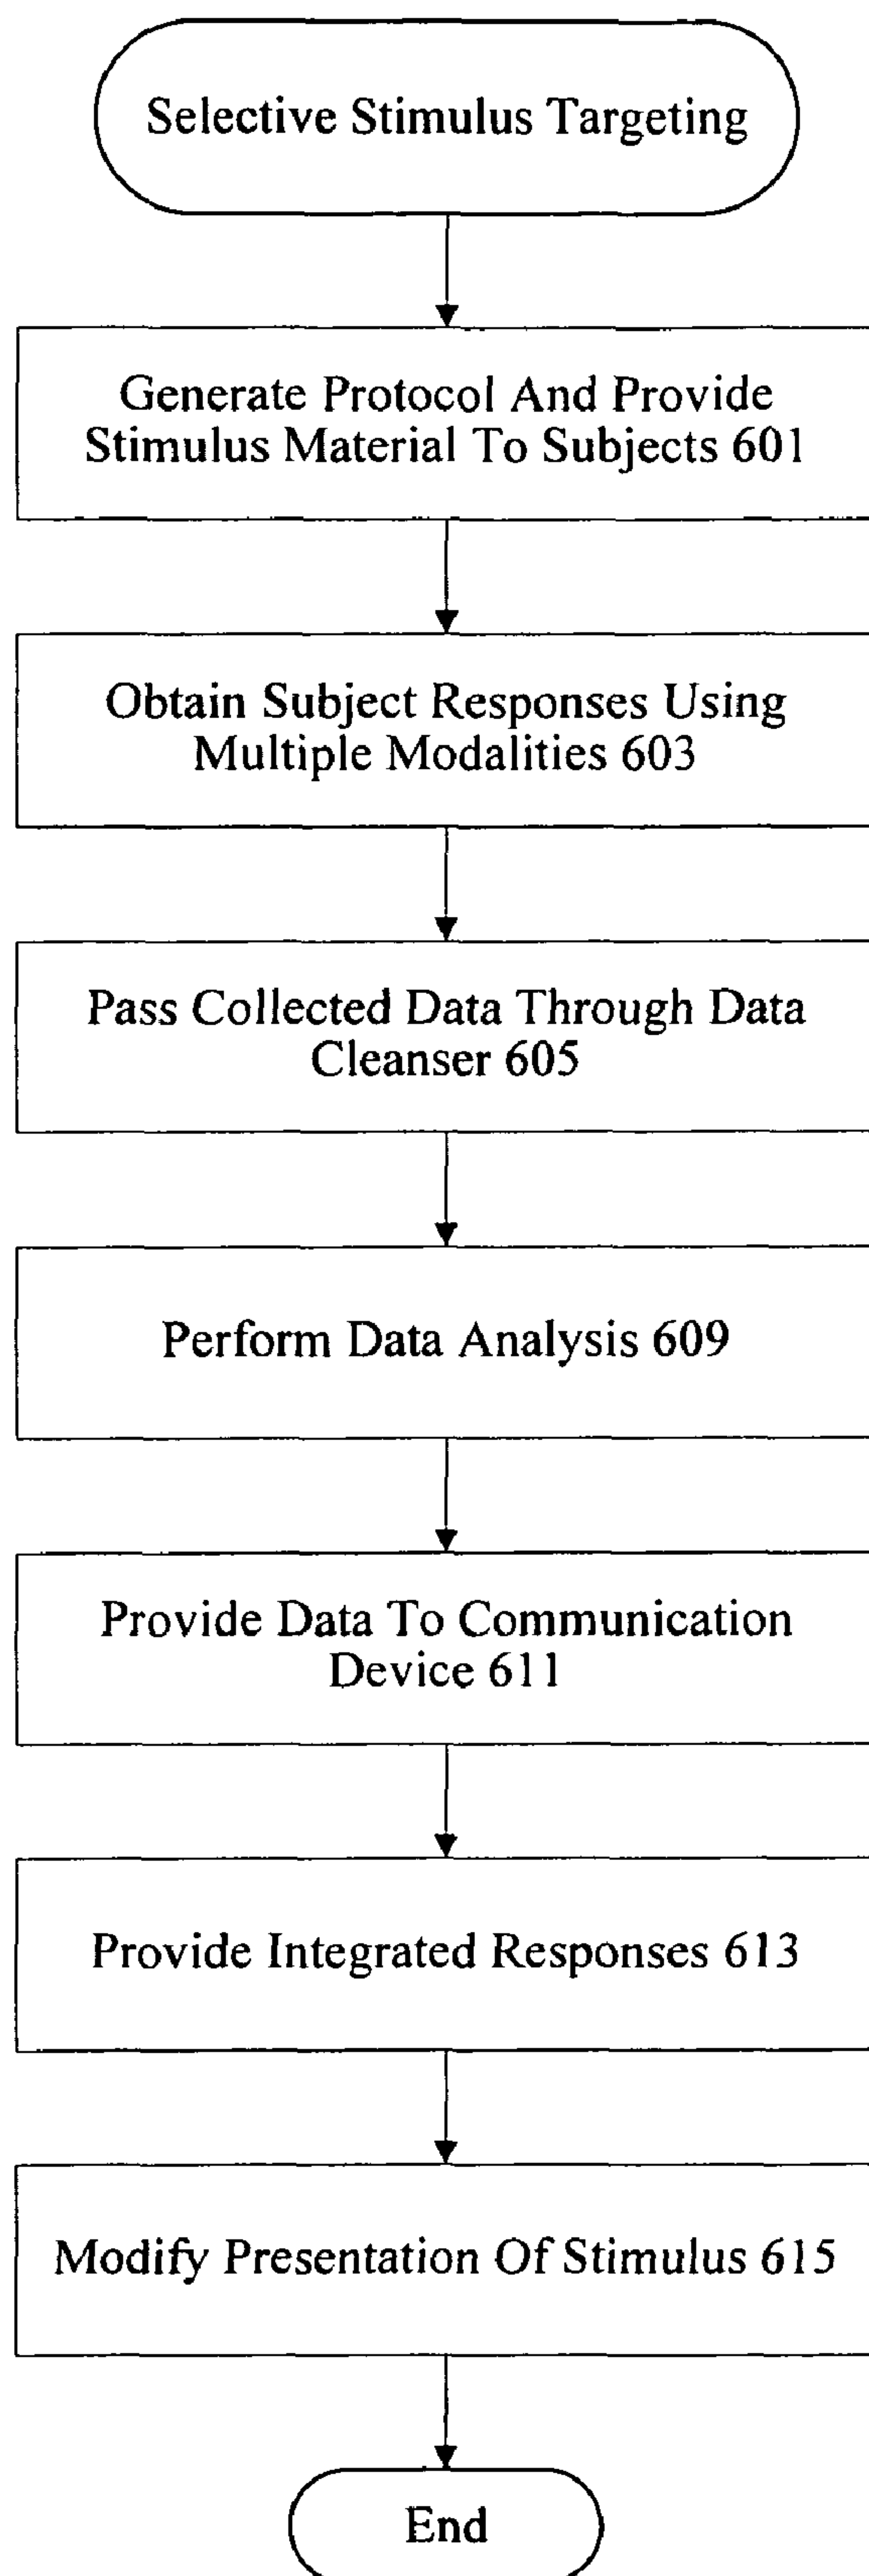 Selective Stimulus Targeting
Generate Protocol And Provide
Stimulus Material To Subjects 601
Obtain Subject Responses Using
Multiple Modalities 603
Pass Collected Data Through Data
Cleanser 605
Perform Data Analysis 609
Provide Data To Communication
Device 611
Provide Integrated Responses 613
Modify Presentation Of Stimulus 615
End